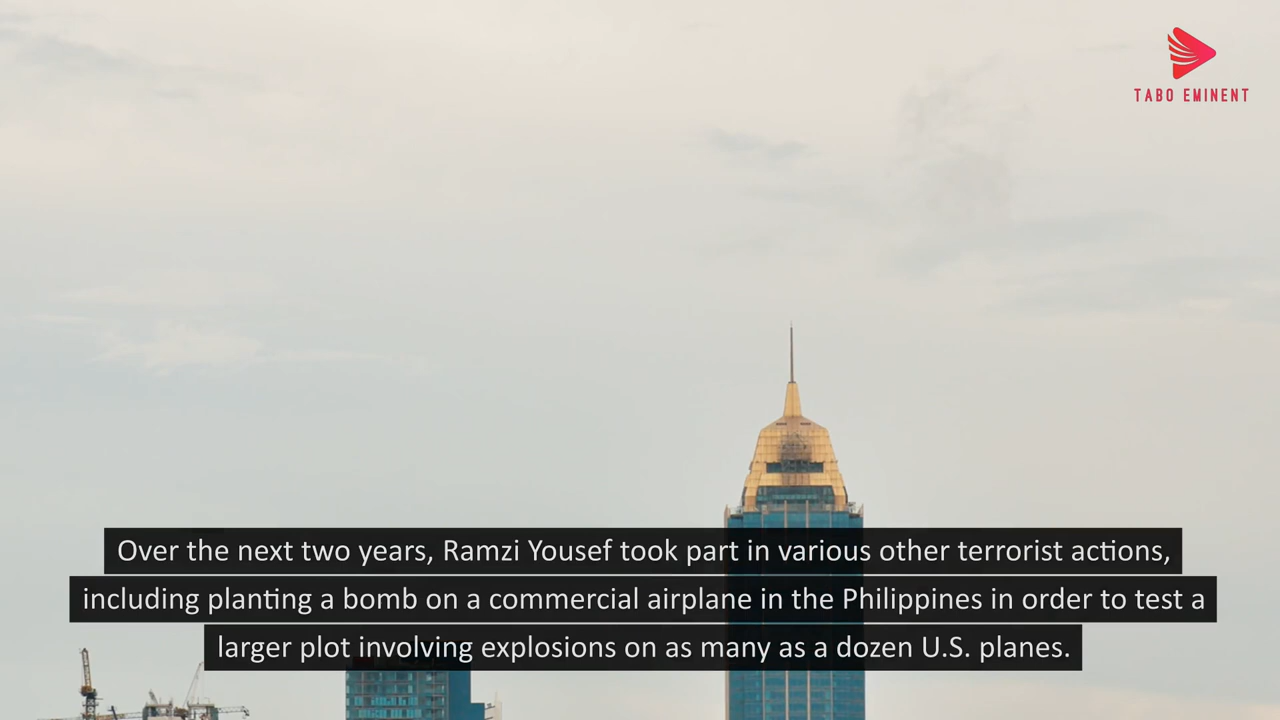 TABO EMINENT
Over the next two years, Ramzi Yousef took part in various other terrorist actions,
including planting a bomb on a commercial airplane in the Philippines in order to test a
larger plot involving explosions on as many as a dozen U.S. planes.